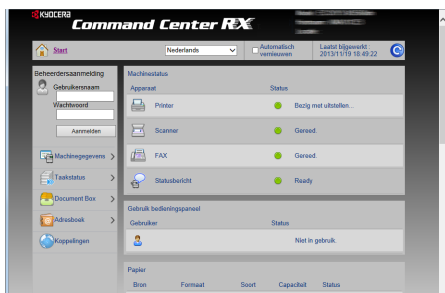 KYOCERA
Command Center RX
Start
Nederlands
Automatisch
vernieuwen
Laatst bijgewerkt :
2013/11/19 18:49:22
Beheerdersaanmelding
Gebruikersnaam
Wachtwoord
Aanmelden
Machinegegevens
Taakstatus
Document Box
Adresboek
Koppelingen
Machinestatus
Apparaat Status
Printer Bezig met uitstellen...
Scanner Gereed.
FAX Gereed.
Statusbericht Ready
Gebruik bedieningspaneel
Gebruiker Status
Niet in gebruik.
Papier
Bron Formaat Soort Capaciteit Status